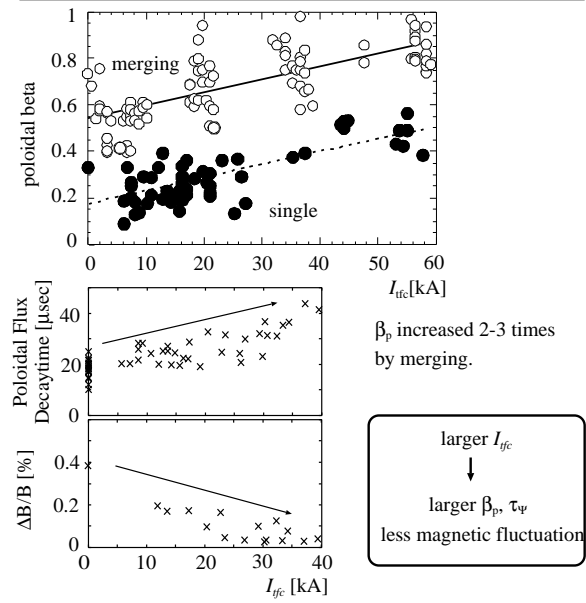 1
0.8
0.6
0.4
0.2
0
poloidal beta
merging
single
0 10 20 30 40 50 60
I_tfc[kA]
60
40
20
0
Poloidal Flux
Decaytime [μsec]
β_p increased 2-3 times
by merging.
0.4
0.2
0
ΔB/B [%]
0 10 20 30 40
I_tfc [kA]
larger I_tfc
larger β_p, τ_Ψ
less magnetic fluctuation